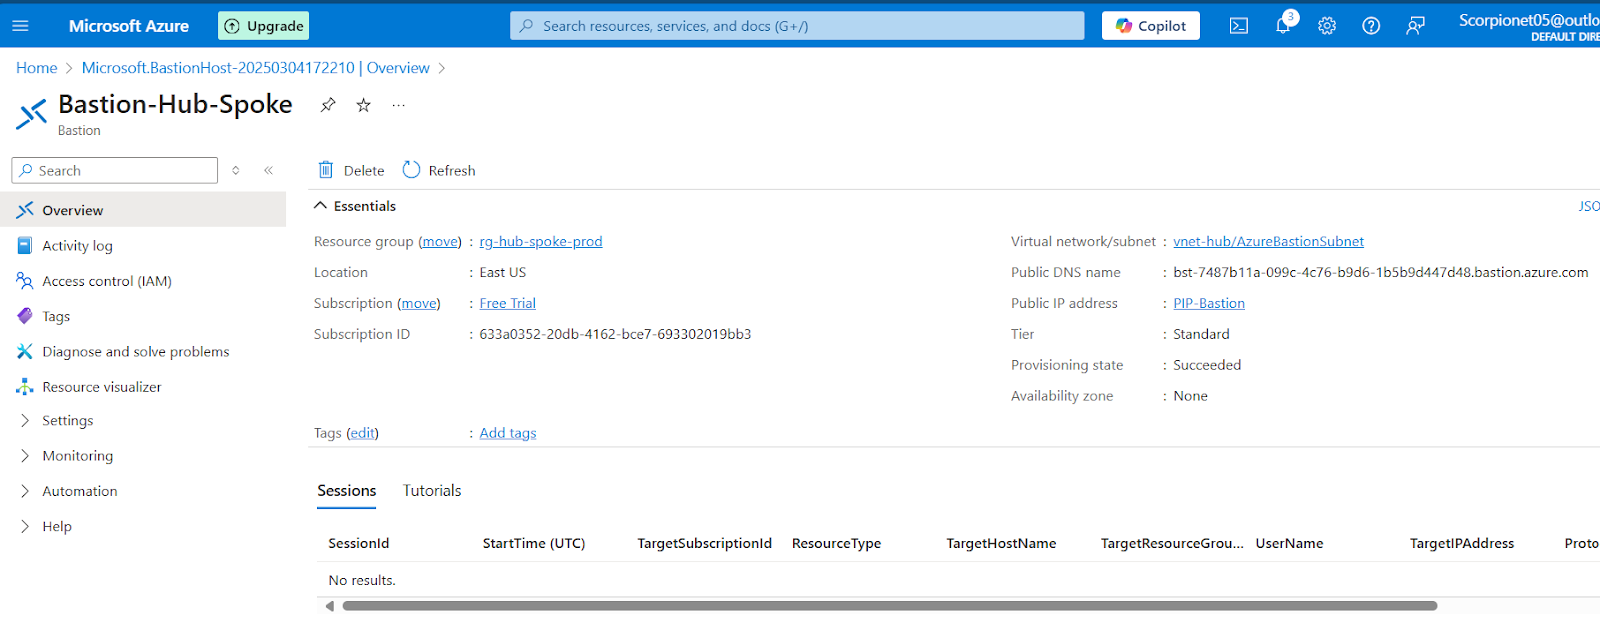 Microsoft Azure
Upgrade
Search resources, services, and docs (G+/)
Copilot
3
Scorpionet05@outlo
DEFAULT DIRE
Home > Microsoft.BastionHost-20250304172210 | Overview >
Bastion-Hub-Spoke
Bastion
Search
Overview
Activity log
Access control (IAM)
Tags
Diagnose and solve problems
Resource visualizer
Settings
Monitoring
Automation
Help
Delete
Refresh
Essentials
JSO
Resource group (move) : rg-hub-spoke-prod
Location : East US
Subscription (move) : Free Trial
Subscription ID : 633a0352-20db-4162-bce7-693302019bb3
Virtual network/subnet : vnet-hub/AzureBastionSubnet
Public DNS name : bst-7487b11a-099c-4c76-b9d6-1b5b9d447d48.bastion.azure.com
Public IP address : PIP-Bastion
Tier : Standard
Provisioning state : Succeeded
Availability zone : None
Tags (edit) : Add tags
Sessions Tutorials
SessionId StartTime (UTC) TargetSubscriptionId ResourceType TargetHostName TargetResourceGrou... UserName TargetIPAddress Proto
No results.